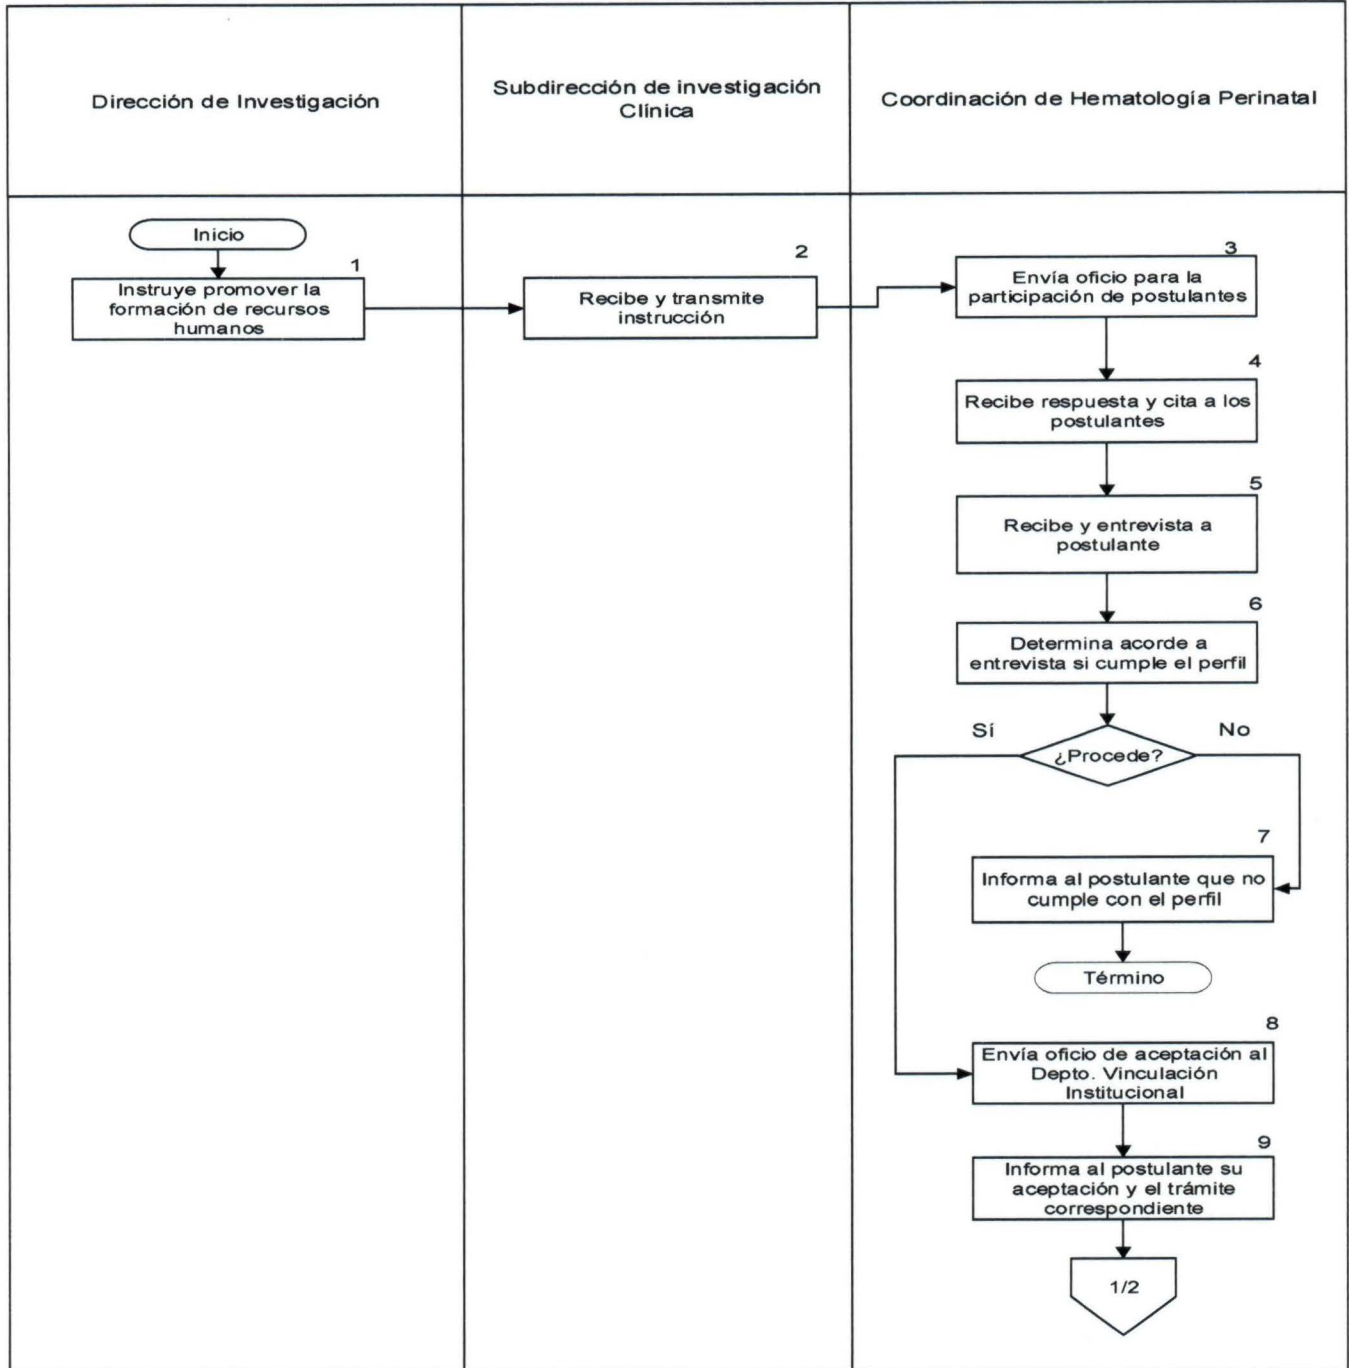 Dirección de Investigación
Subdirección de investigación
Clínica
Coordinación de Hematología Perinatal
Inicio
1
Instruye promover la
formación de recursos
humanos
2
Recibe y transmite
instrucción
3
Envía oficio para la
participación de postulantes
4
Recibe respuesta y cita a los
postulantes
5
Recibe y entrevista a
postulante
6
Determina acorde a
entrevista si cumple el perfil
Sí
¿Procede?
No
7
Informa al postulante que no
cumple con el perfil
Término
8
Envía oficio de aceptación al
Depto. Vinculación
Institucional
9
Informa al postulante su
aceptación y el trámite
correspondiente
1/2